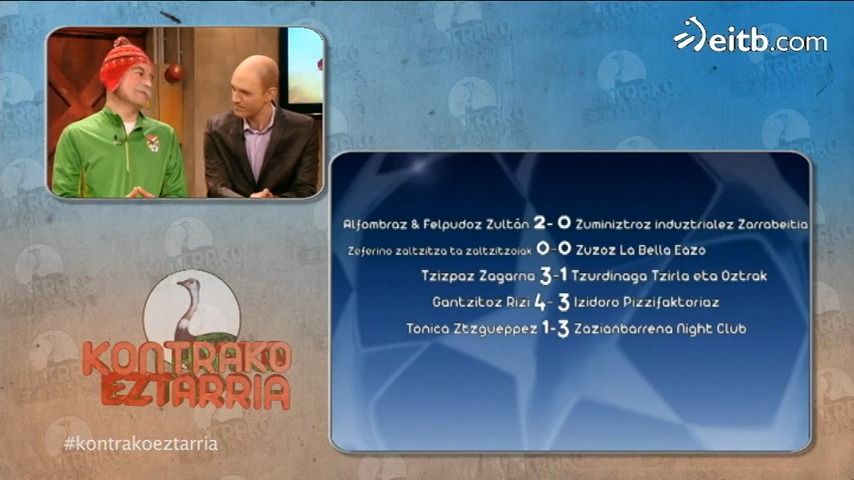 eitb.com
Alfombraz & Felpudoz Zultán 2-0 Zuminiztroz induztrialez Zarrabeitia
Zeferino zaltzitza ta zaltzitzoiak 0-0 Zuzoz La Bella Eazo
Tzizpaz Zagarna 3-1 Tzurdinaga Tzirla eta Oztrak
Gantzitoz Rizi 4-3 Izidoro Pizzifaktoriaz
Tonica Ztzgueppez 1-3 Zazianbarrena Night Club
KONTRAKO
EZTARRIA
#kontrakoeztarria